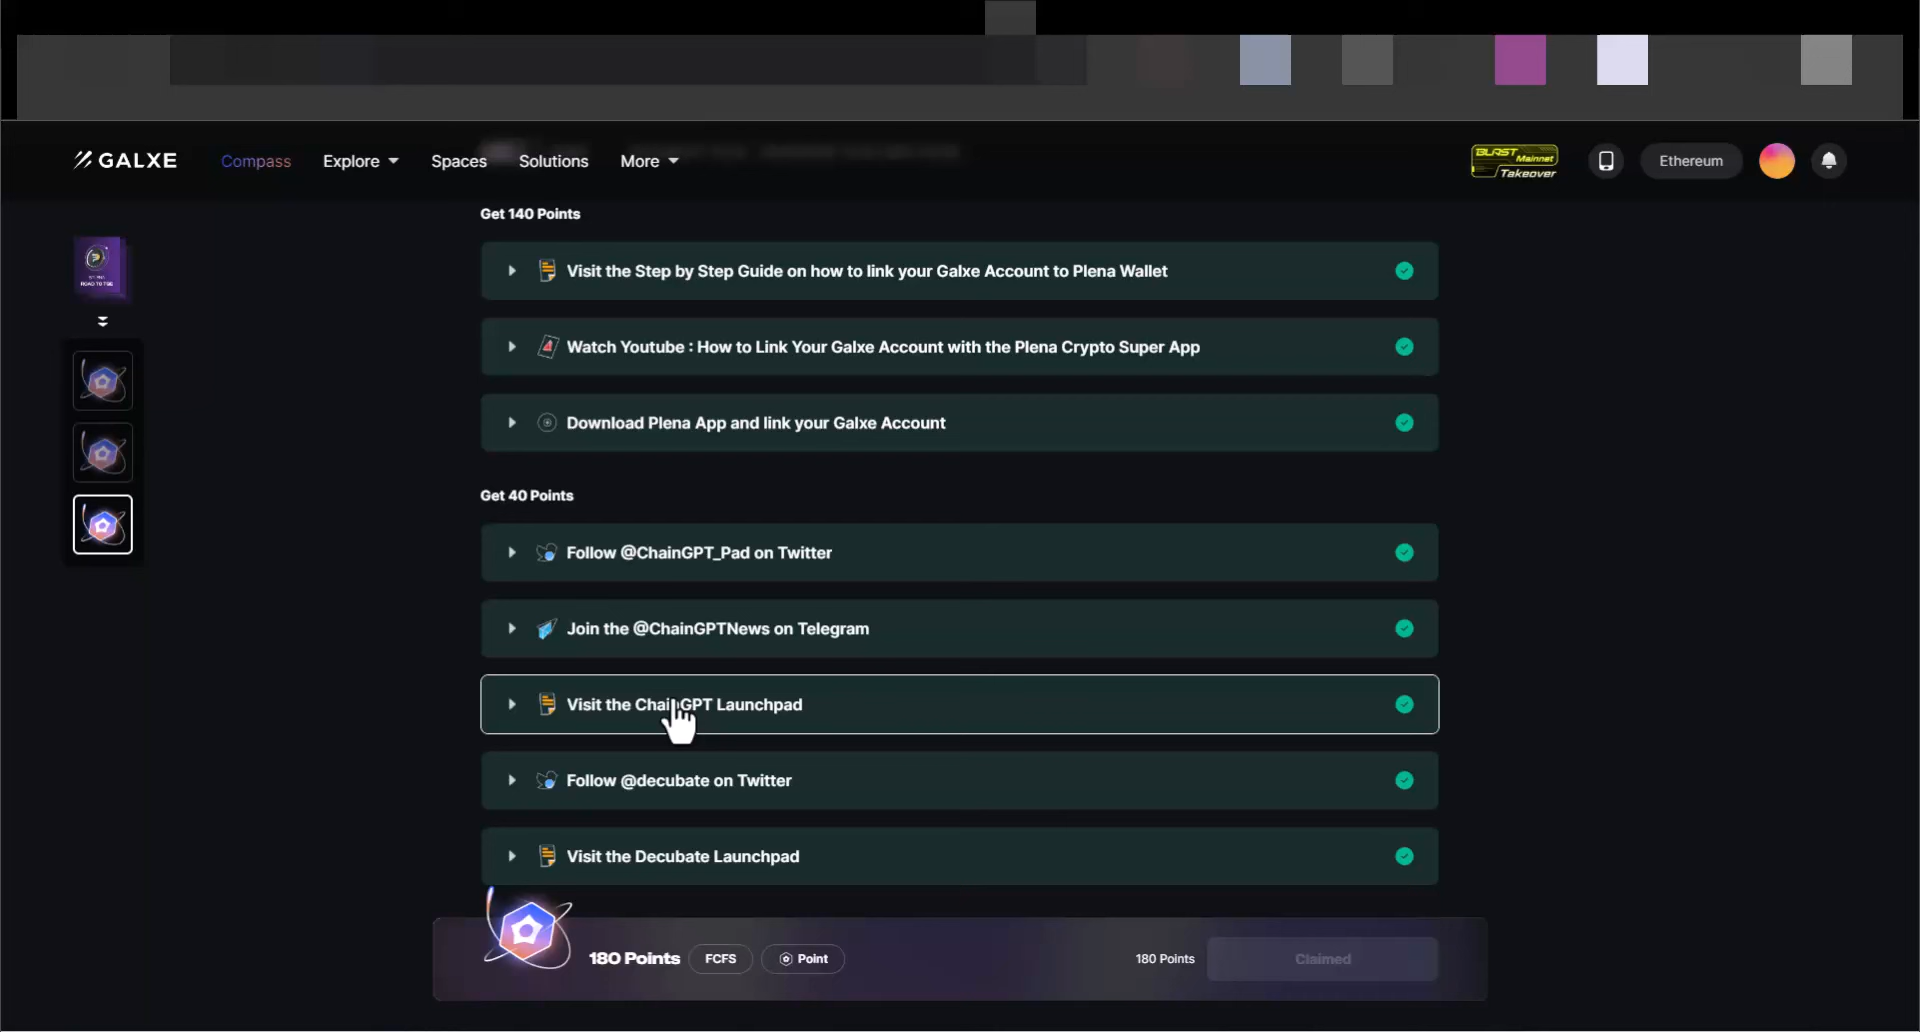 GALXE
Compass
Explore
Spaces
Solutions
More
BLAST Mainnet
Takeover
Ethereum
ROAD TO TGE
Get 140 Points
Visit the Step by Step Guide on how to link your Galxe Account to Plena Wallet
Watch Youtube : How to Link Your Galxe Account with the Plena Crypto Super App
Download Plena App and link your Galxe Account
Get 40 Points
Follow @ChainGPT_Pad on Twitter
Join the @ChainGPTNews on Telegram
Visit the ChainGPT Launchpad
Follow @decubate on Twitter
Visit the Decubate Launchpad
180 Points
FCFS
Point
180 Points
Claimed